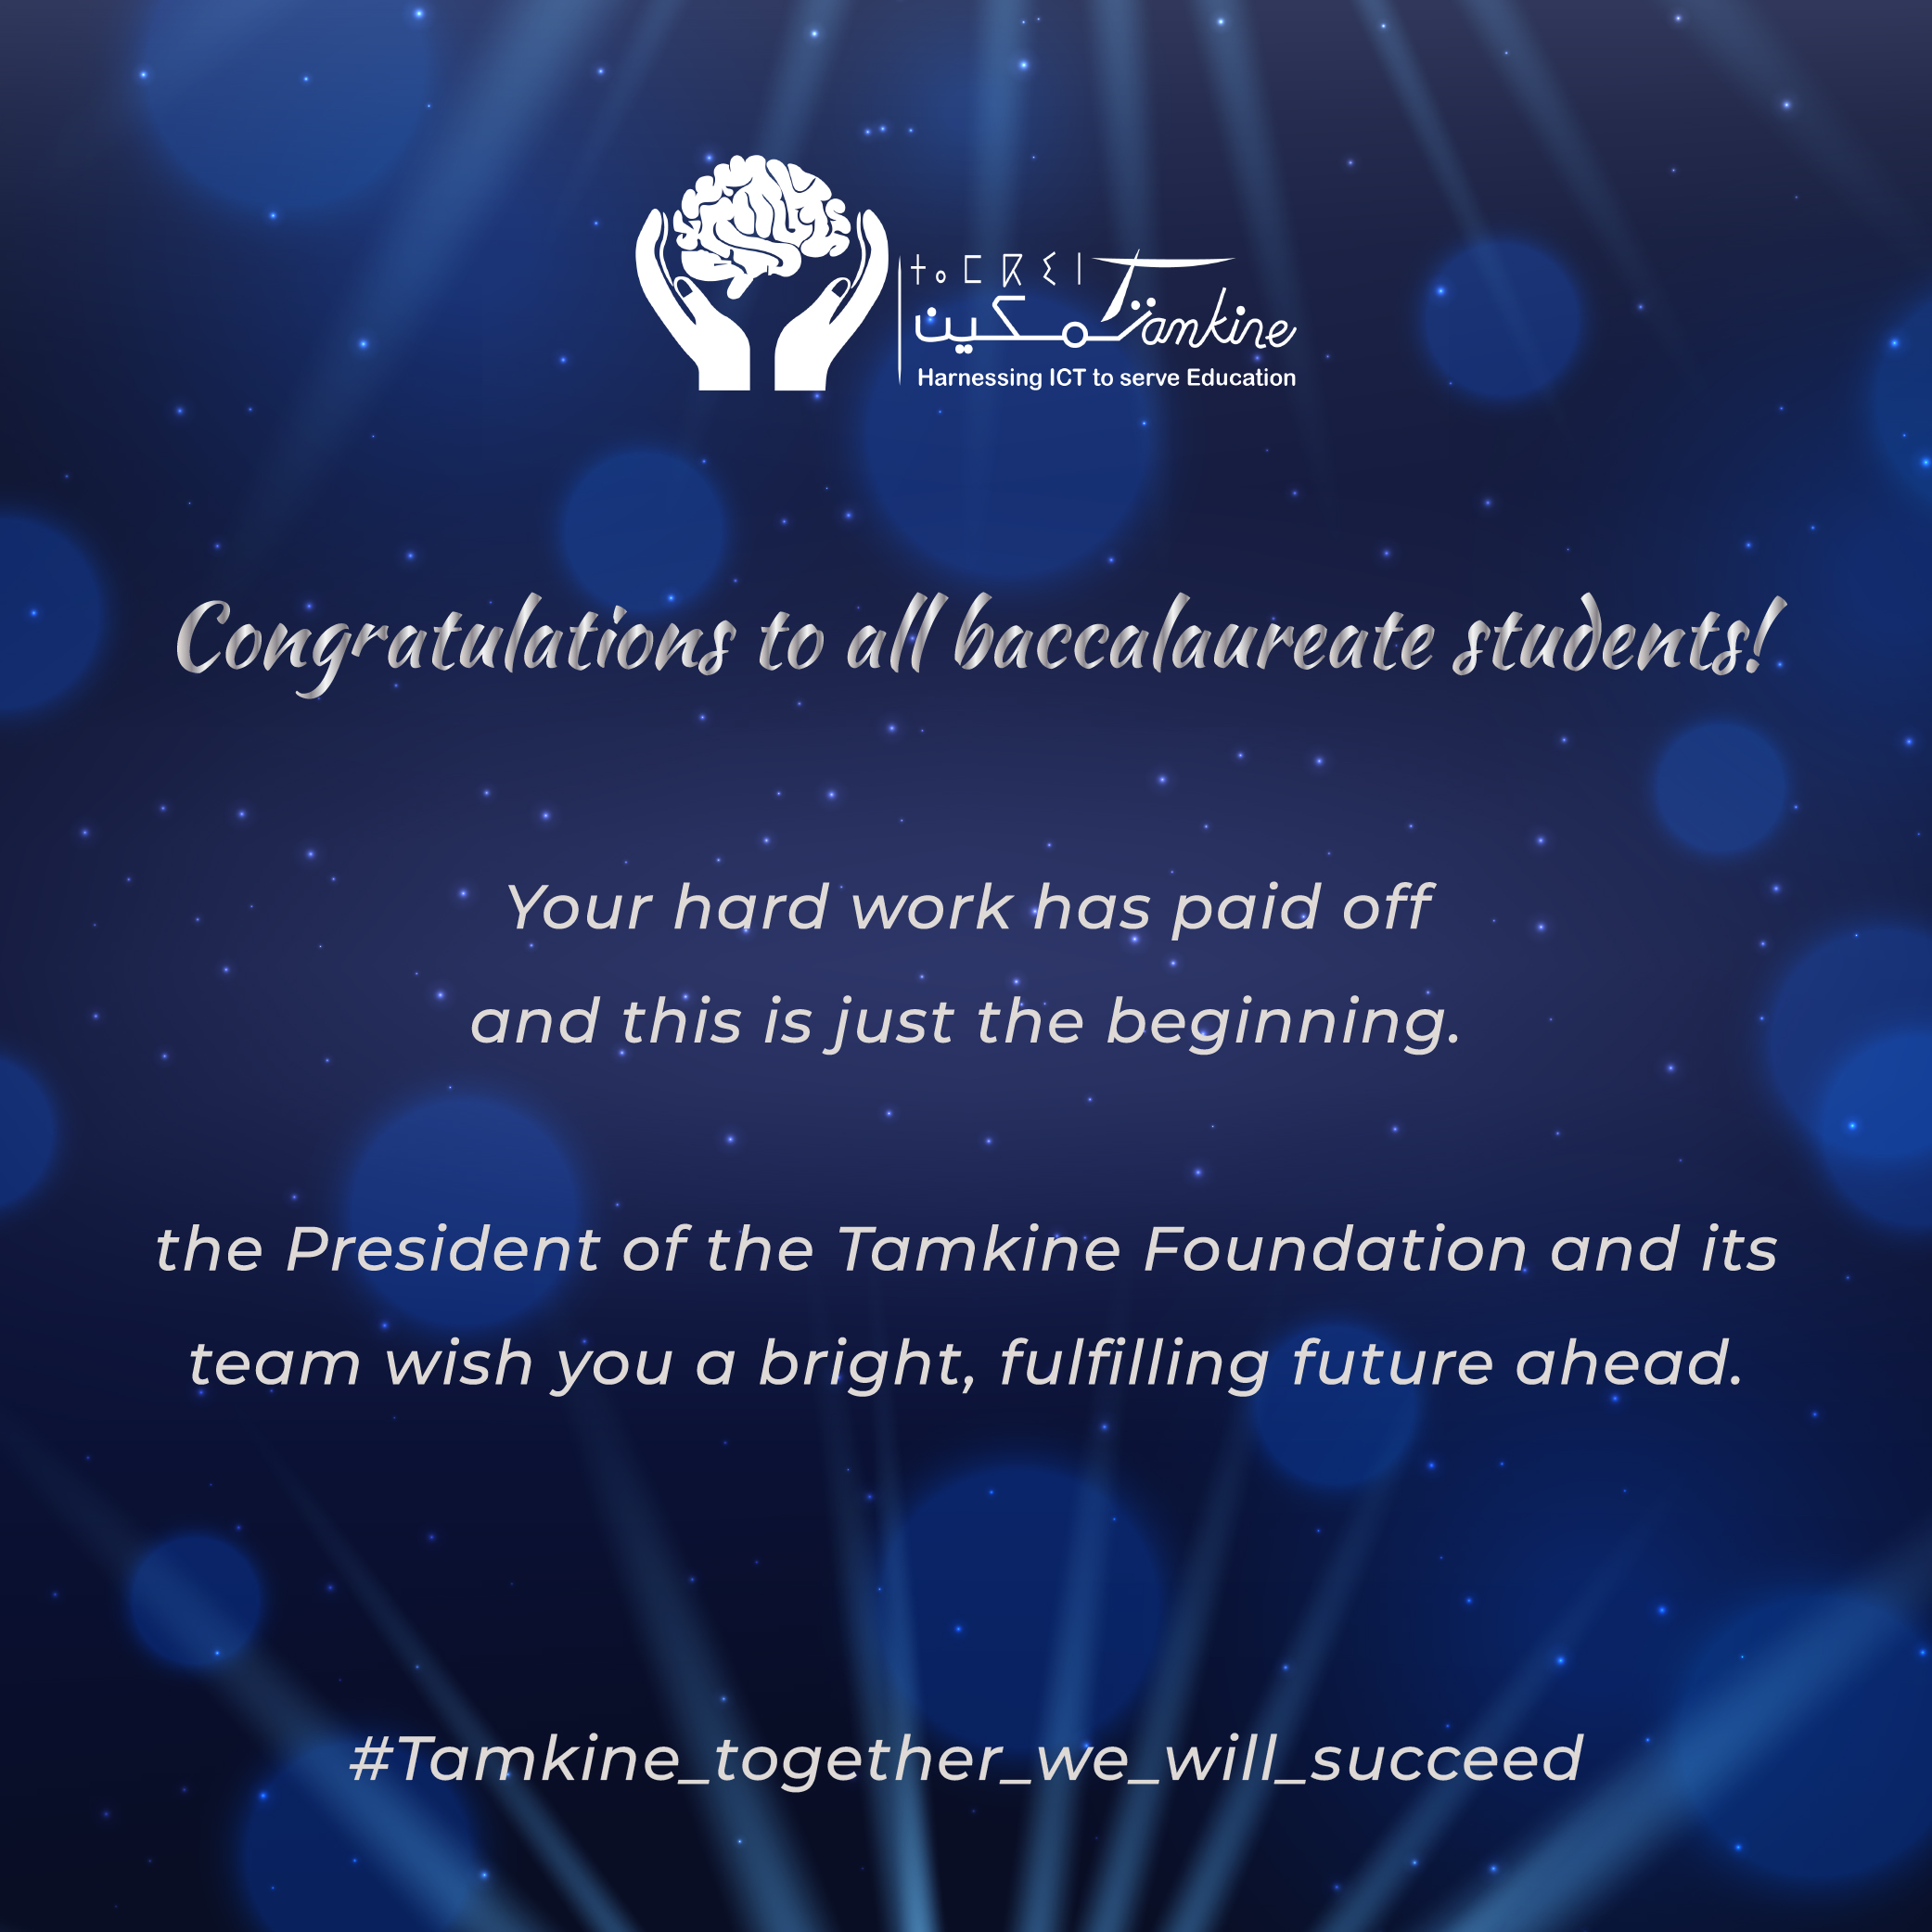 ⵜⴰⵎⴽⵉⵏ
تمكين
Tamkine
Harnessing ICT to serve Education
Congratulations to all baccalaureate students!
Your hard work has paid off
and this is just the beginning.
the President of the Tamkine Foundation and its
team wish you a bright, fulfilling future ahead.
#Tamkine_together_we_will_succeed